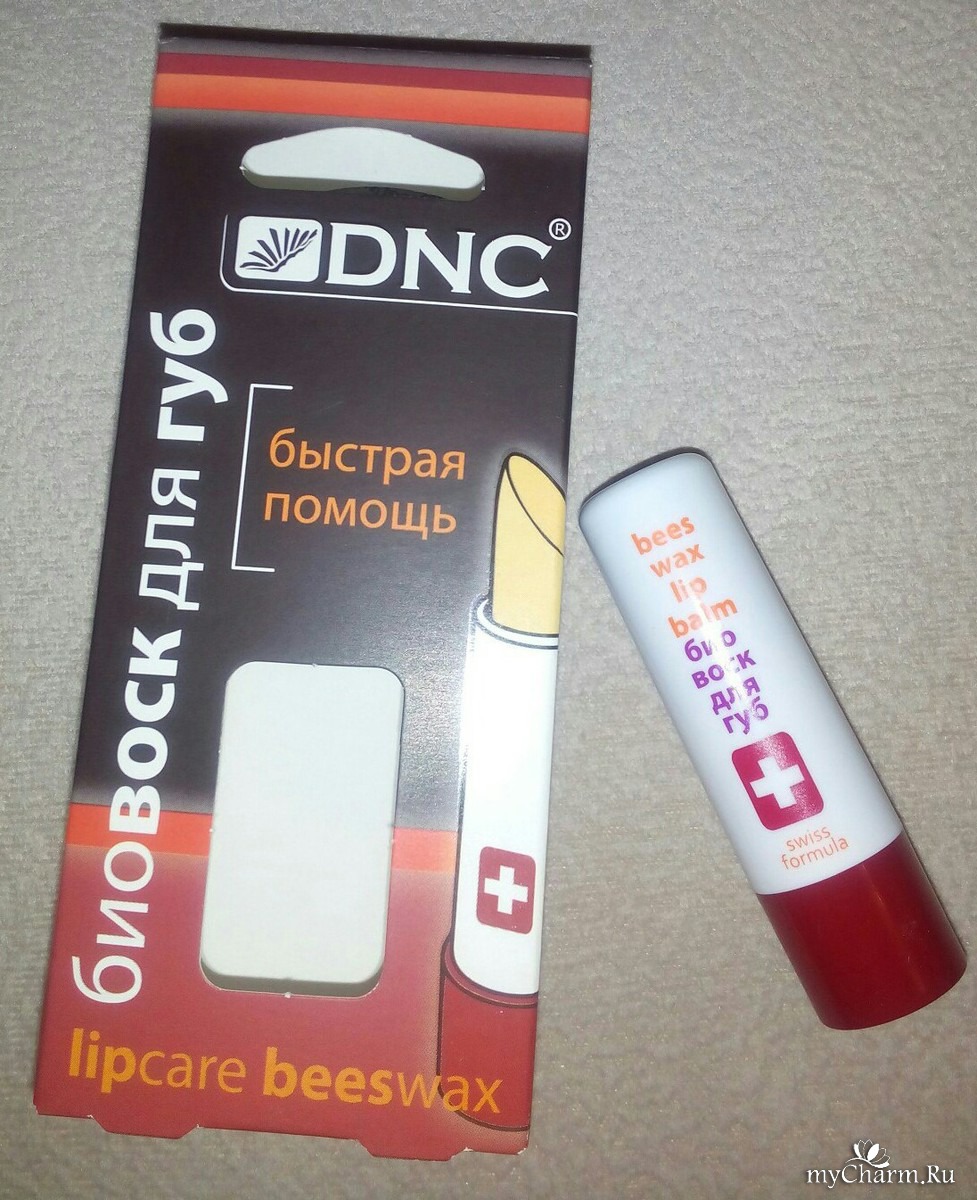 DNC®
биовоск для губ
быстрая
помощь
lipcare beeswax
bees
wax
lip
balm
био
воск
для
губ
swiss
formula
myCharm.Ru